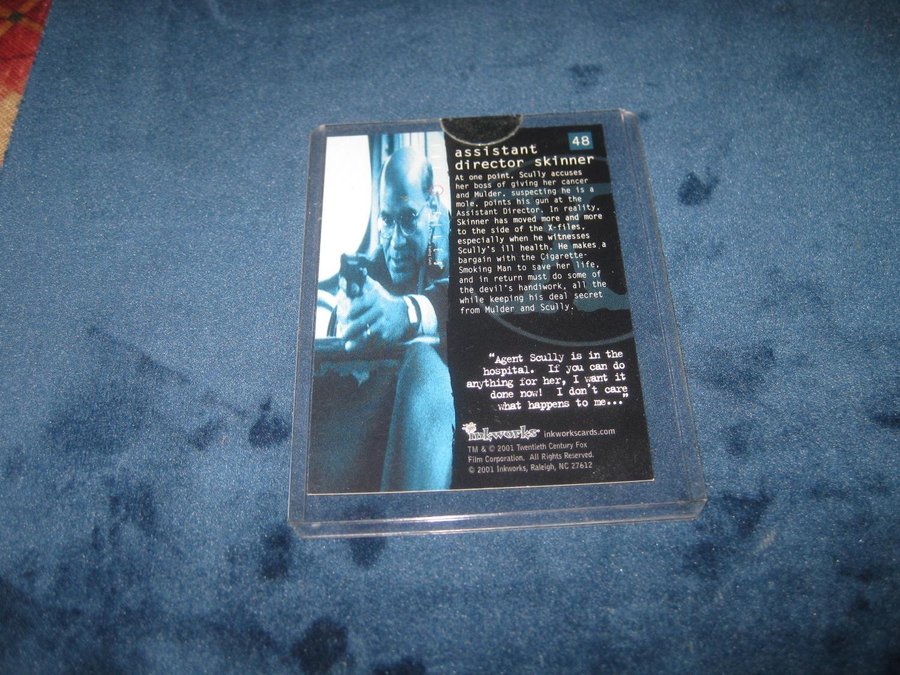 48
assistant
director skinner
At one point, Scully accuses
her boss of giving her cancer
and Mulder, suspecting he is a
mole, points his gun at the
Assistant Director. In reality,
Skinner has moved more and more
to the side of the X-files,
especially when he witnesses
Scully's ill health. He makes a
bargain with the Cigarette-
Smoking Man to save her life,
and in return must do some of
the devil's handiwork, all the
while keeping his deal secret
from Mulder and Scully.
"Agent Scully is in the
hospital. If you can do
anything for her, I want it
done now! I don't care
what happens to me..."
inkworks inkworkscards.com
TM & © 2001 Twentieth Century Fox
Film Corporation. All Rights Reserved.
© 2001 Inkworks, Raleigh, NC 27612